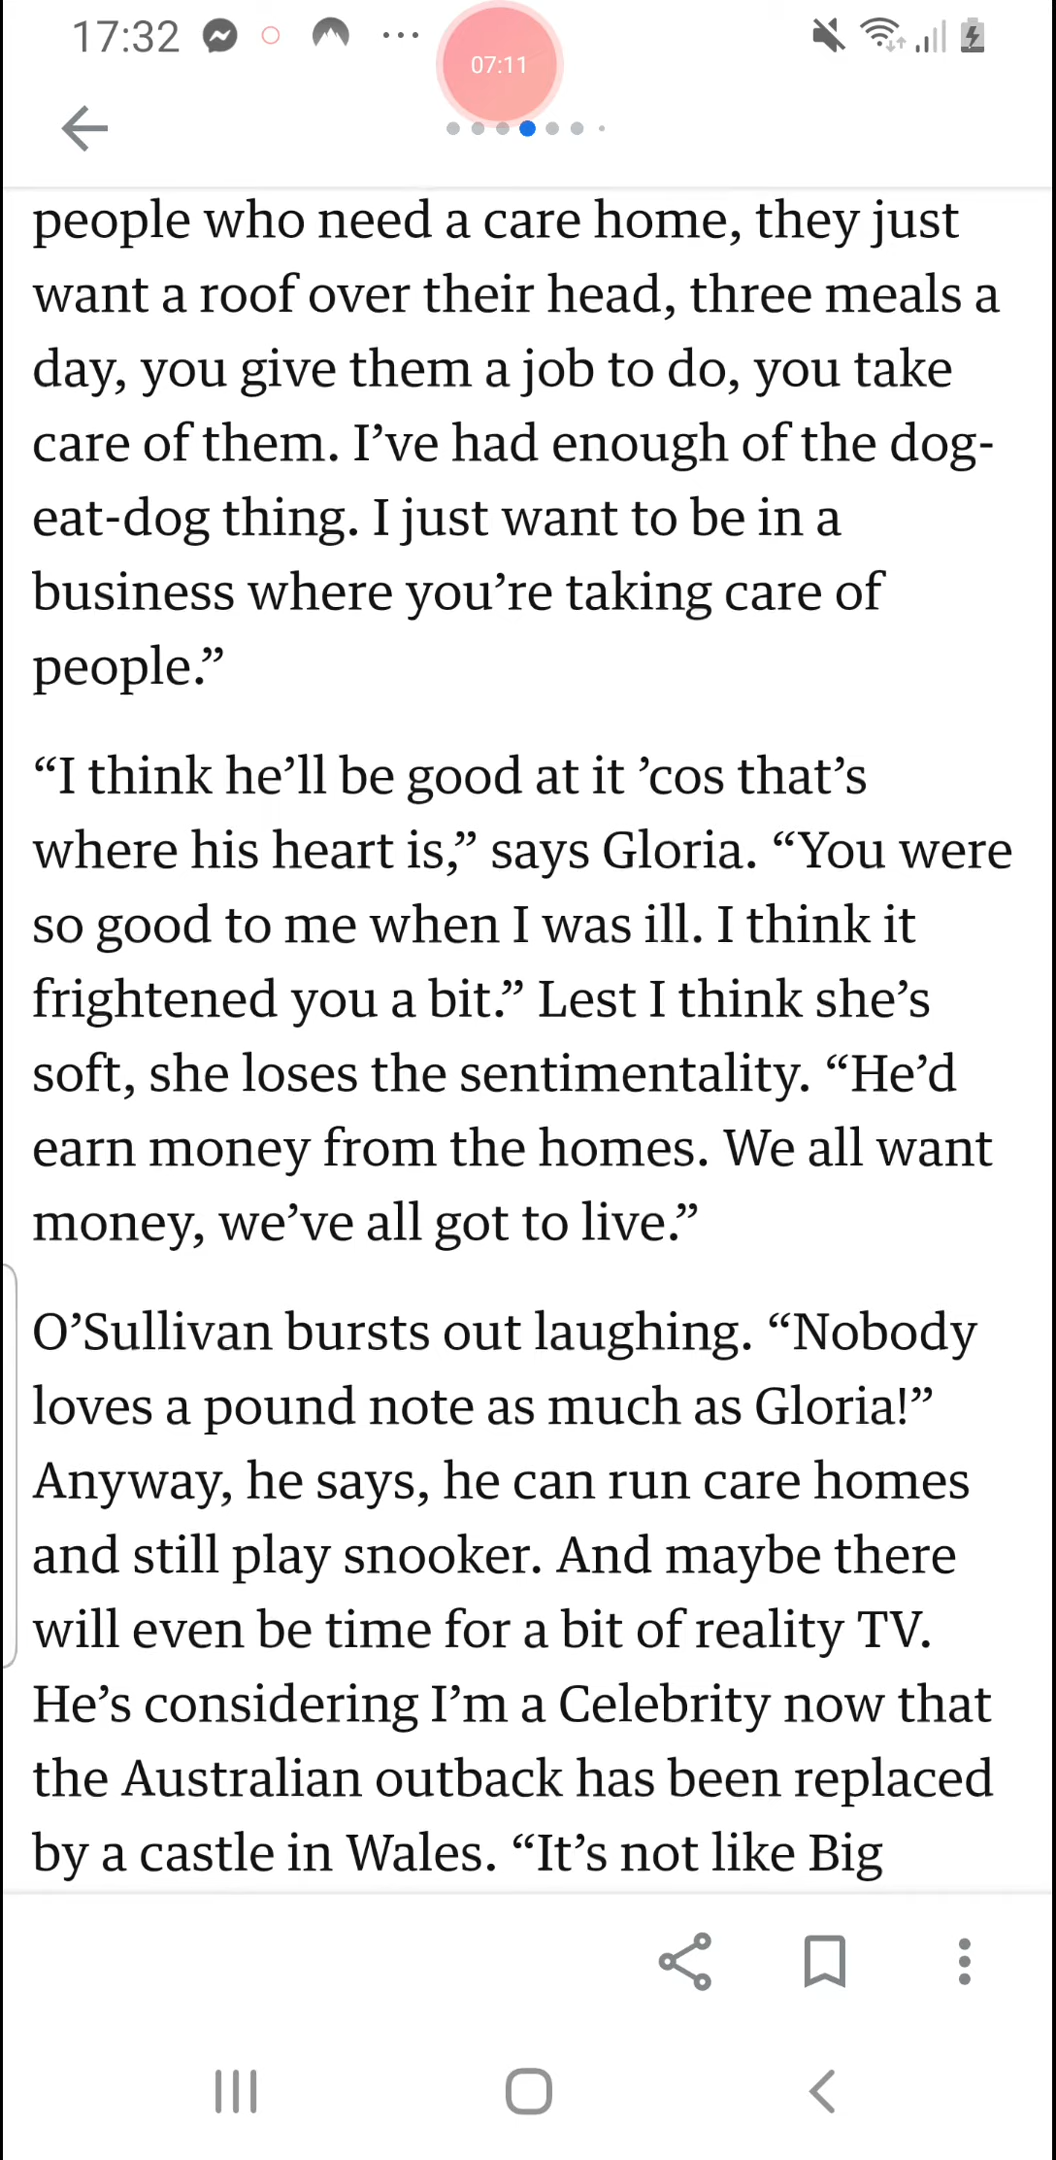 17:32
07:11
people who need a care home, they just
want a roof over their head, three meals a
day, you give them a job to do, you take
care of them. I’ve had enough of the dog-
eat-dog thing. I just want to be in a
business where you’re taking care of
people.”
“I think he’ll be good at it ’cos that’s
where his heart is,” says Gloria. “You were
so good to me when I was ill. I think it
frightened you a bit.” Lest I think she’s
soft, she loses the sentimentality. “He’d
earn money from the homes. We all want
money, we’ve all got to live.”
O’Sullivan bursts out laughing. “Nobody
loves a pound note as much as Gloria!”
Anyway, he says, he can run care homes
and still play snooker. And maybe there
will even be time for a bit of reality TV.
He’s considering I’m a Celebrity now that
the Australian outback has been replaced
by a castle in Wales. “It’s not like Big